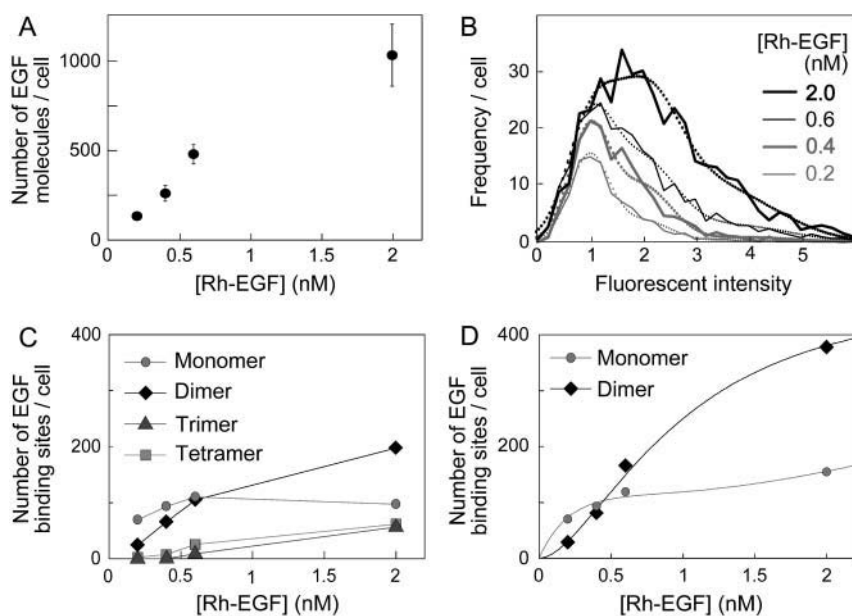 A
Number of EGF
molecules / cell
1000
500
0
0
0.5
1
1.5
2
[Rh-EGF] (nM)
B
[Rh-EGF]
(nM)
2.0
0.6
0.4
0.2
Frequency / cell
30
20
10
0
0
1
2
3
4
5
Fluorescent intensity
C
Number of EGF
binding sites / cell
400
200
0
Monomer
Dimer
Trimer
Tetramer
0
0.5
1
1.5
2
[Rh-EGF] (nM)
D
Number of EGF
binding sites / cell
400
200
0
Monomer
Dimer
0
0.5
1
1.5
2
[Rh-EGF] (nM)